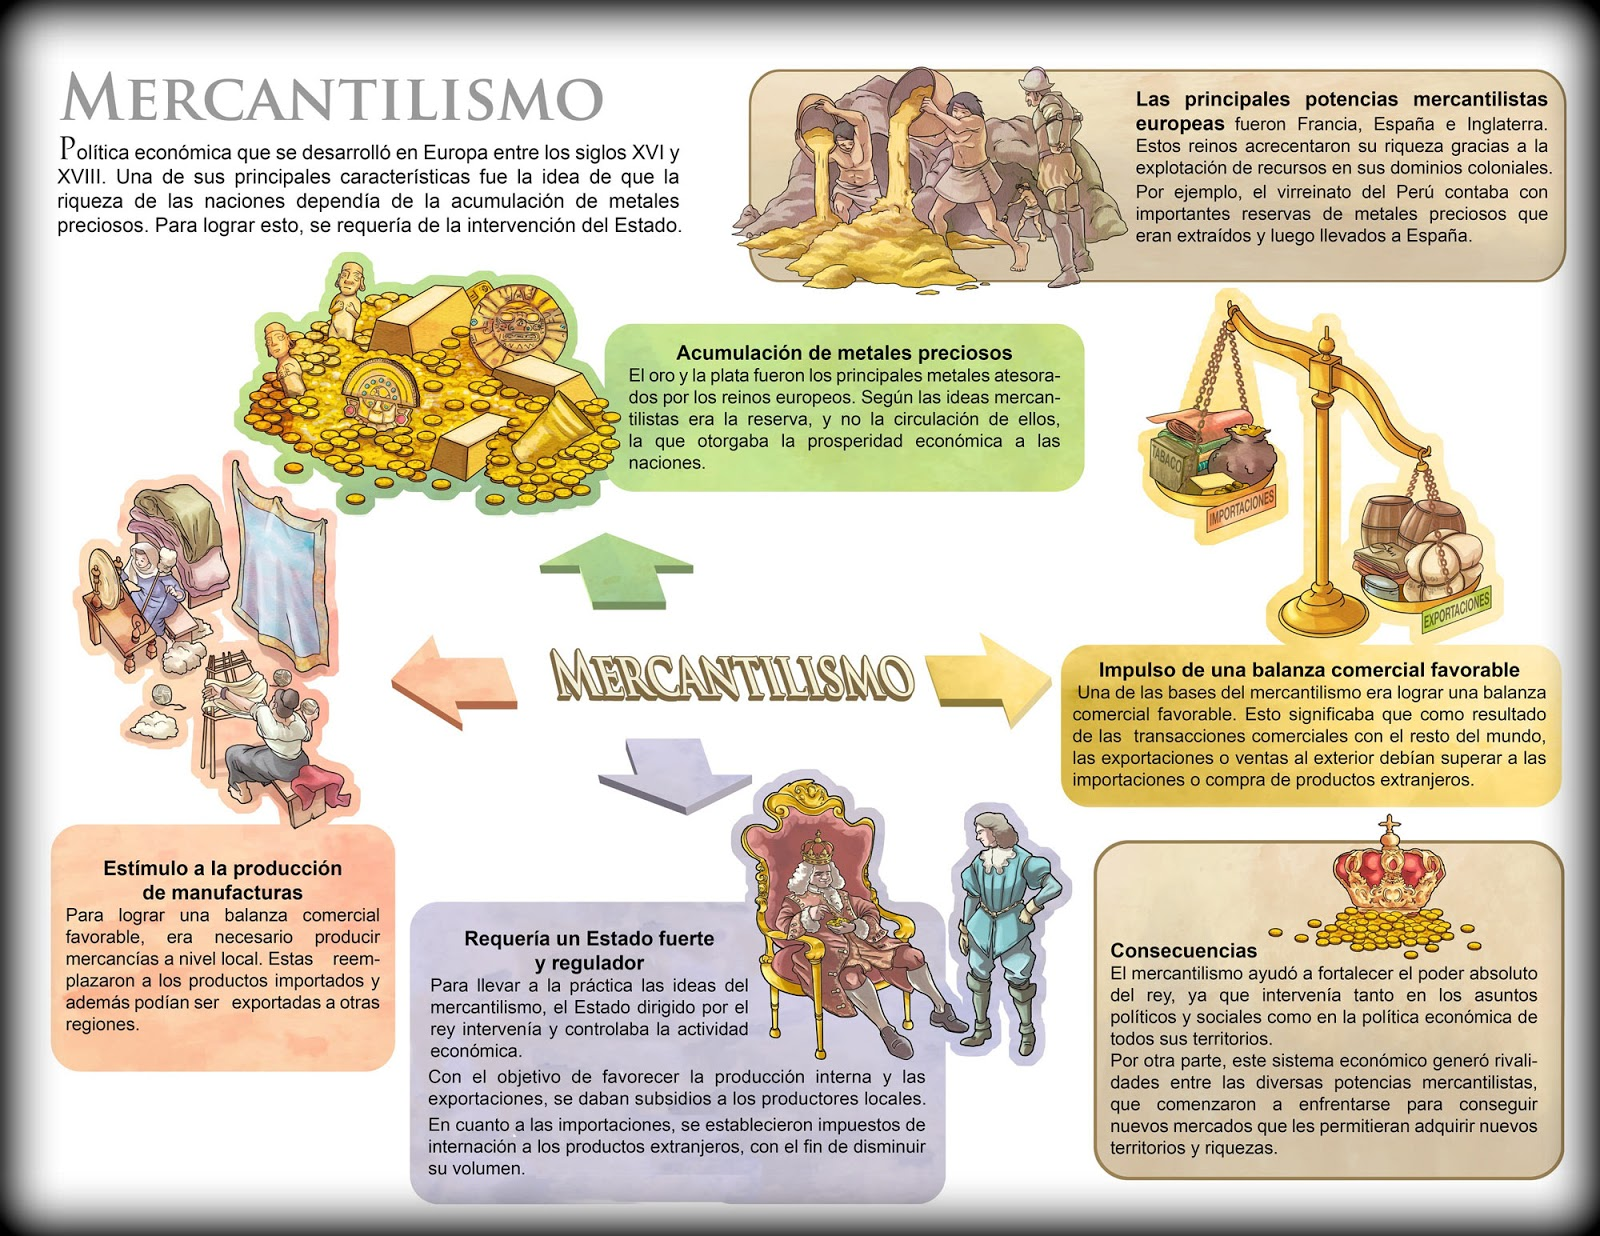 MERCANTILISMO
Política económica que se desarrolló en Europa entre los siglos XVI y
XVIII. Una de sus principales características fue la idea de que la
riqueza de las naciones dependía de la acumulación de metales
preciosos. Para lograr esto, se requería de la intervención del Estado.
Las principales potencias mercantilistas
europeas fueron Francia, España e Inglaterra.
Estos reinos acrecentaron su riqueza gracias a la
explotación de recursos en sus dominios coloniales.
Por ejemplo, el virreinato del Perú contaba con
importantes reservas de metales preciosos que
eran extraídos y luego llevados a España.
Acumulación de metales preciosos
El oro y la plata fueron los principales metales atesora-
dos por los reinos europeos. Según las ideas mercan-
tilistas era la reserva, y no la circulación de ellos,
la que otorgaba la prosperidad económica a las
naciones.
TABACO
IMPORTACIONES
EXPORTACIONES
MERCANTILISMO
Impulso de una balanza comercial favorable
Una de las bases del mercantilismo era lograr una balanza
comercial favorable. Esto significaba que como resultado
de las transacciones comerciales con el resto del mundo,
las exportaciones o ventas al exterior debían superar a las
importaciones o compra de productos extranjeros.
Estímulo a la producción
de manufacturas
Para lograr una balanza comercial
favorable, era necesario producir
mercancías a nivel local. Estas reem-
plazaron a los productos importados y
además podían ser exportadas a otras
regiones.
Requería un Estado fuerte
y regulador
Para llevar a la práctica las ideas del
mercantilismo, el Estado dirigido por el
rey intervenía y controlaba la actividad
económica.
Con el objetivo de favorecer la producción interna y las
exportaciones, se daban subsidios a los productores locales.
En cuanto a las importaciones, se establecieron impuestos de
internación a los productos extranjeros, con el fin de disminuir
su volumen.
Consecuencias
El mercantilismo ayudó a fortalecer el poder absoluto
del rey, ya que intervenía tanto en los asuntos
políticos y sociales como en la política económica de
todos sus territorios.
Por otra parte, este sistema económico generó rivali-
dades entre las diversas potencias mercantilistas,
que comenzaron a enfrentarse para conseguir
nuevos mercados que les permitieran adquirir nuevos
territorios y riquezas.